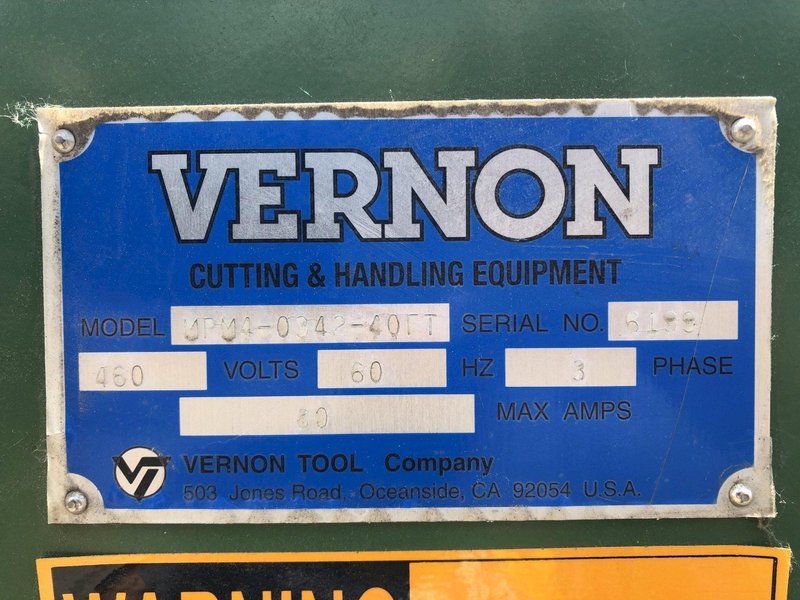 VERNON
CUTTING & HANDLING EQUIPMENT
MODEL MPM4-0342-40FT SERIAL NO.
460 VOLTS 60 HZ 3 PHASE
MAX AMPS
VERNON TOOL Company
503 Jones Road, Oceanside, CA 92054 U.S.A.
WARNING